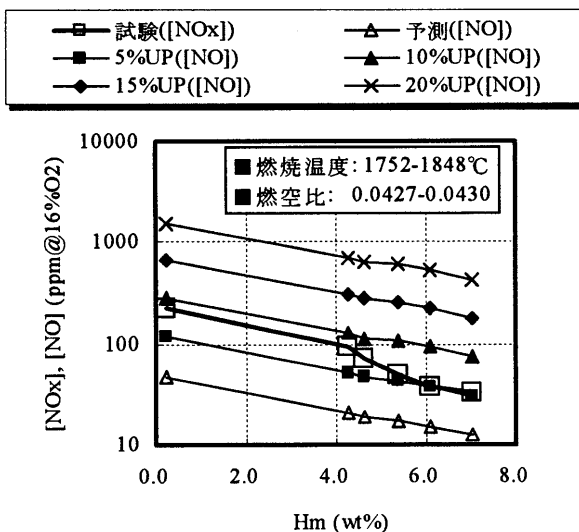 試験([NOx]) 予測([NO])
5%UP([NO]) 10%UP([NO])
15%UP([NO]) 20%UP([NO])
10000
1000
100
10
■燃焼温度: 1752-1848℃
■燃空比: 0.0427-0.0430
[NOx], [NO] (ppm@16%O2)
0.0 2.0 4.0 6.0 8.0
Hm (wt%)